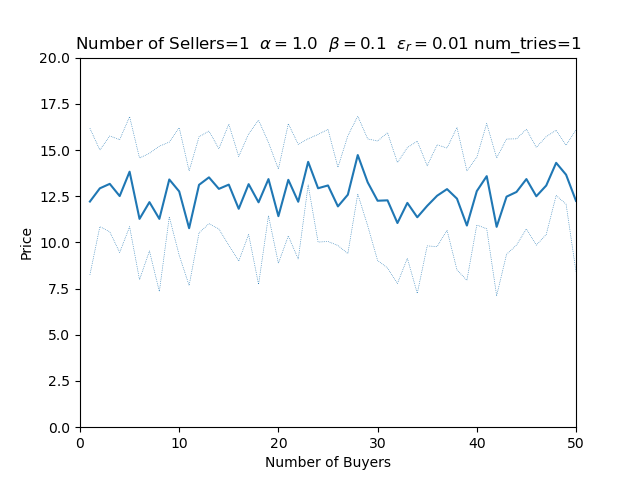 Number of Sellers=1 α = 1.0 β = 0.1 εr = 0.01 num_tries=1
20.0
17.5
15.0
12.5
10.0
7.5
5.0
2.5
0.0
Price
0 10 20 30 40 50
Number of Buyers